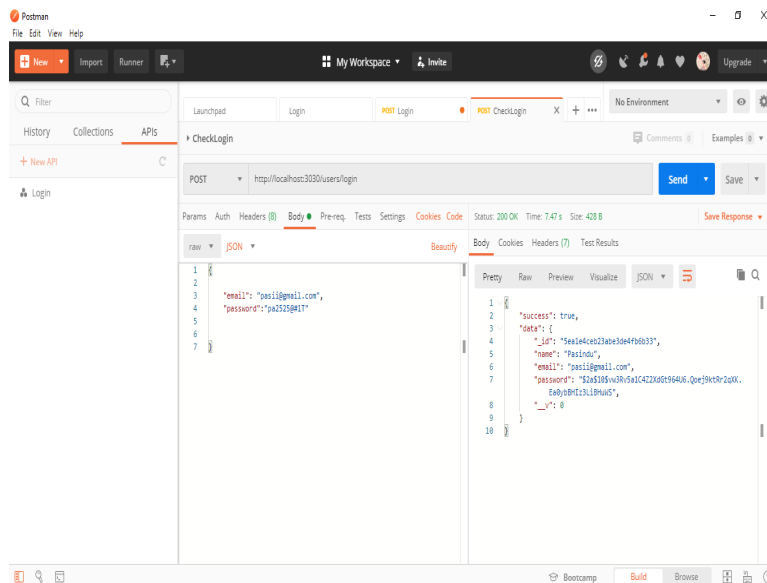 Postman
File Edit View Help
New Import Runner My Workspace Invite Upgrade
Filter
History Collections APIs
+ New API
Login
Launchpad Login POST Login POST CheckLogin X + ••• No Environment
CheckLogin Comments 0 Examples 0
POST http://localhost:3030/users/login Send Save
Params Auth Headers (8) Body Pre-req. Tests Settings Cookies Code
raw JSON Beautify
1 {
2
3 "email": "pasii@gmail.com",
4 "password":"pa2525@#1T"
5
6
7 }
Status: 200 OK Time: 7.47 s Size: 428 B Save Response
Body Cookies Headers (7) Test Results
Pretty Raw Preview Visualize JSON
1 {
2 "success": true,
3 "data": {
4 "_id": "5ea1e4ceb23abe3de4fb6b33",
5 "name": "Pasindu",
6 "email": "pasii@gmail.com",
7 "password": "$2a$10$vw3Rv5a1C4Z2XdGt964U6.Qoej9ktRr2qXK.
Ea0ybBHIz3LiBHuWS",
8 "__v": 0
9 }
10 }
Bootcamp Build Browse